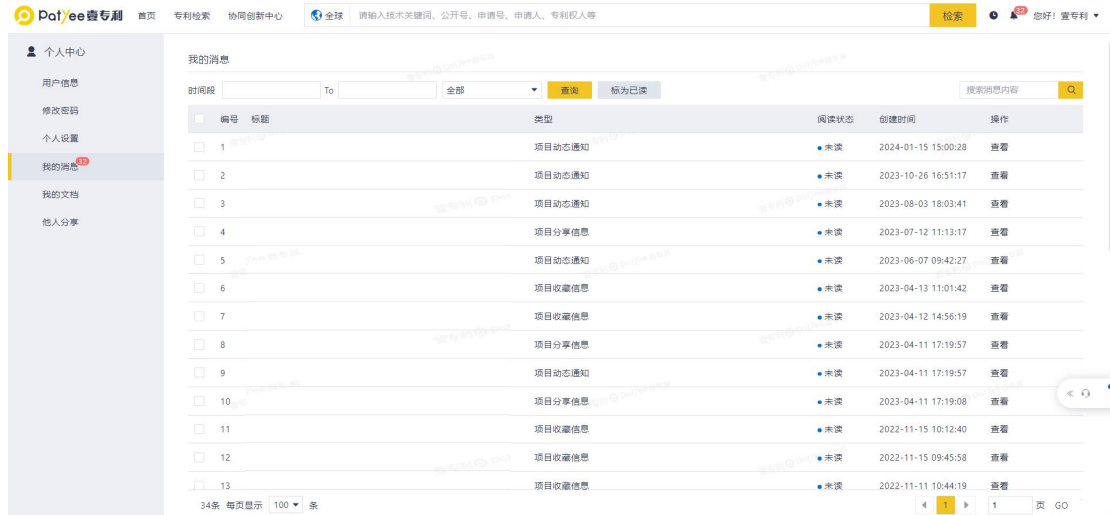 Patyee壹专利 首页 专利检索 协同创新中心 全球 请输入技术关键词、公开号、申请号、申请人、专利权人等 检索 32 您好！壹专利
个人中心
用户信息
修改密码
个人设置
我的消息 32
我的文档
他人分享
我的消息
时间段 To 全部 查询 标为已读 搜索消息内容
编号 标题 类型 阅读状态 创建时间 操作
1 项目动态通知 未读 2024-01-15 15:00:28 查看
2 项目动态通知 未读 2023-10-26 16:51:17 查看
3 项目动态通知 未读 2023-08-03 18:03:41 查看
4 项目分享信息 未读 2023-07-12 11:13:17 查看
5 项目动态通知 未读 2023-06-07 09:42:27 查看
6 项目收藏信息 未读 2023-04-13 11:01:42 查看
7 项目收藏信息 未读 2023-04-12 14:56:19 查看
8 项目分享信息 未读 2023-04-11 17:19:57 查看
9 项目动态通知 未读 2023-04-11 17:19:57 查看
10 项目分享信息 未读 2023-04-11 17:19:08 查看
11 项目收藏信息 未读 2022-11-15 10:12:40 查看
12 项目收藏信息 未读 2022-11-15 09:45:58 查看
13 项目收藏信息 未读 2022-11-11 10:44:19 查看
34条 每页显示 100 条 1 1 页 GO